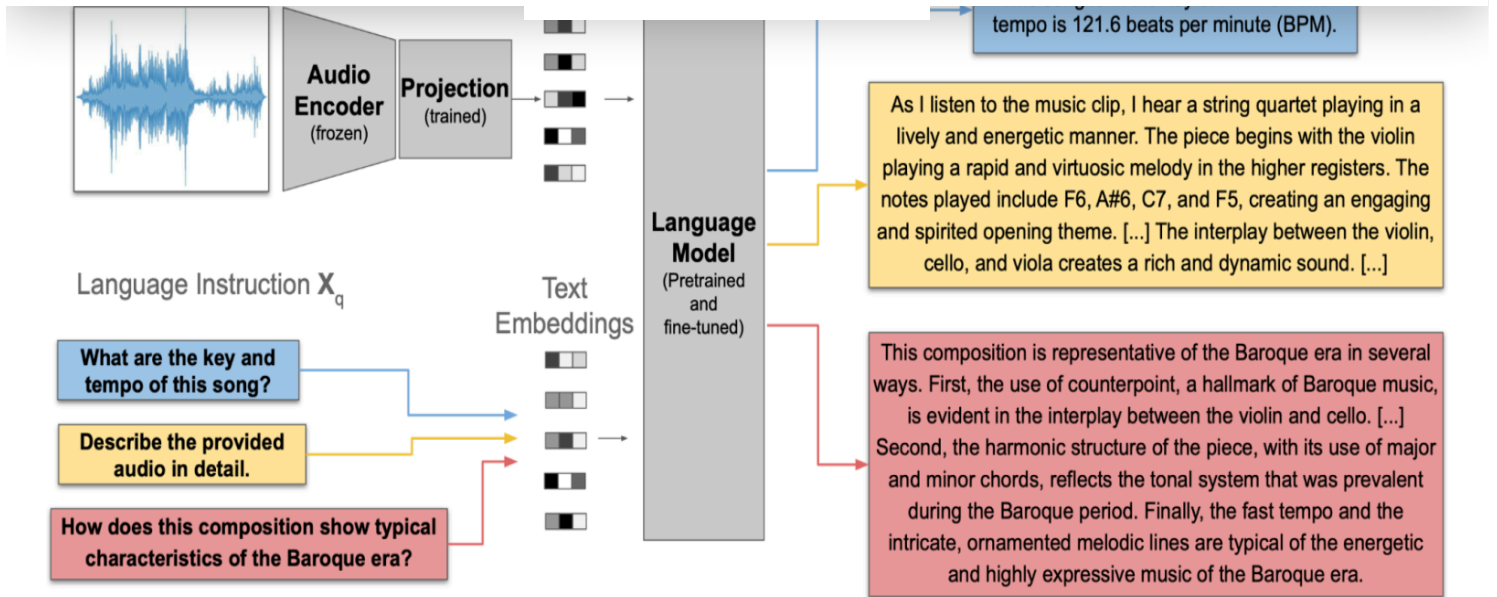 tempo is 121.6 beats per minute (BPM).
Audio
Encoder
(frozen)
Projection
(trained)
As I listen to the music clip, I hear a string quartet playing in a
lively and energetic manner. The piece begins with the violin
playing a rapid and virtuosic melody in the higher registers. The
notes played include F6, A#6, C7, and F5, creating an engaging
and spirited opening theme. [...] The interplay between the violin,
cello, and viola creates a rich and dynamic sound. [...]
Language
Model
(Pretrained
and
fine-tuned)
Language Instruction Xq
Text
Embeddings
What are the key and
tempo of this song?
Describe the provided
audio in detail.
How does this composition show typical
characteristics of the Baroque era?
This composition is representative of the Baroque era in several
ways. First, the use of counterpoint, a hallmark of Baroque music,
is evident in the interplay between the violin and cello. [...]
Second, the harmonic structure of the piece, with its use of major
and minor chords, reflects the tonal system that was prevalent
during the Baroque period. Finally, the fast tempo and the
intricate, ornamented melodic lines are typical of the energetic
and highly expressive music of the Baroque era.